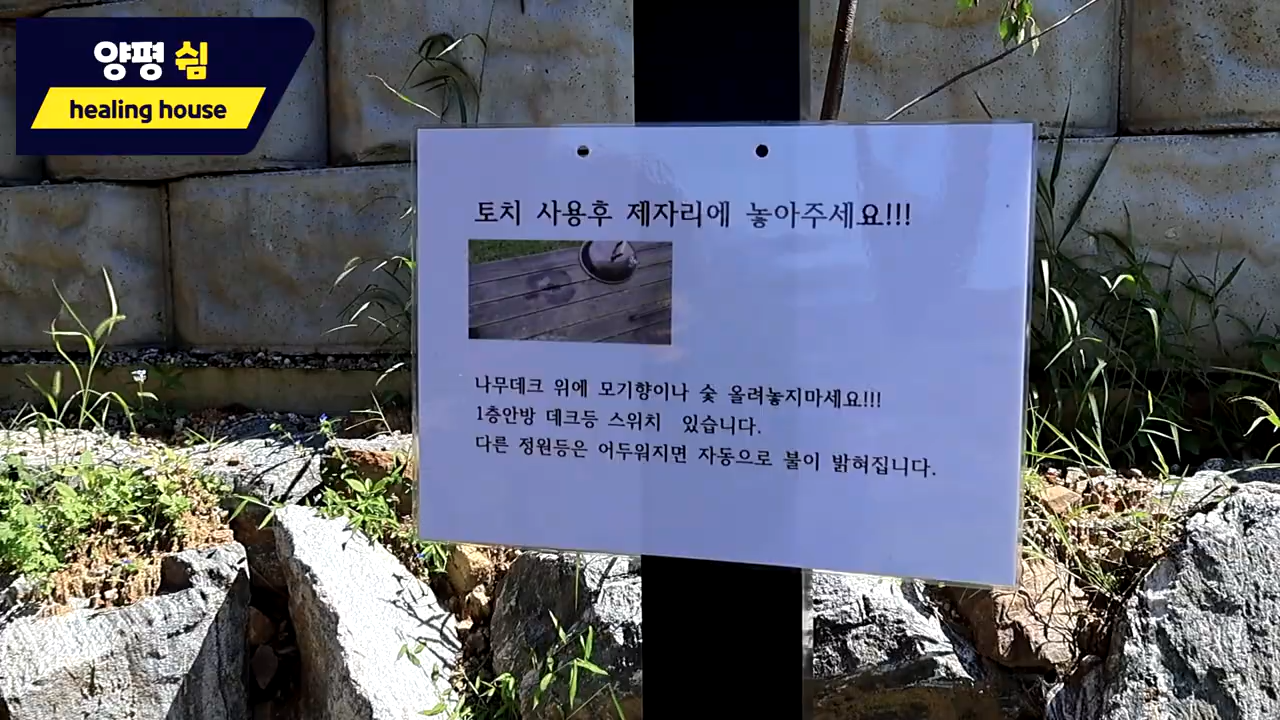 양평 쉼
healing house
토치 사용후 제자리에 놓아주세요!!!
나무데크 위에 모기향이나 숯 올려놓지마세요!!!
1층안방 데크등 스위치 있습니다.
다른 정원등은 어두워지면 자동으로 불이 밝혀집니다.